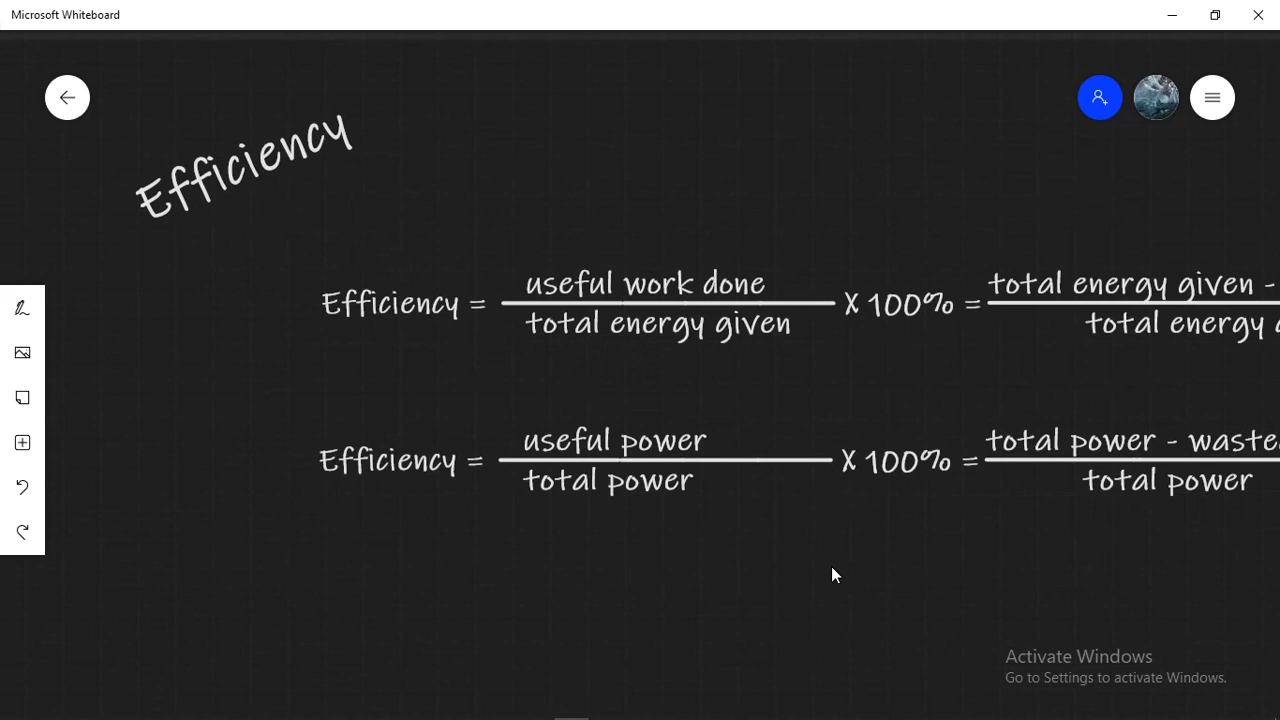 Microsoft Whiteboard
Efficiency
Efficiency = useful work done X 100% = total energy given -
total energy given total energy
Efficiency = useful power X 100% = total power -
total power total power
Activate Windows
Go to Settings to activate Windows.